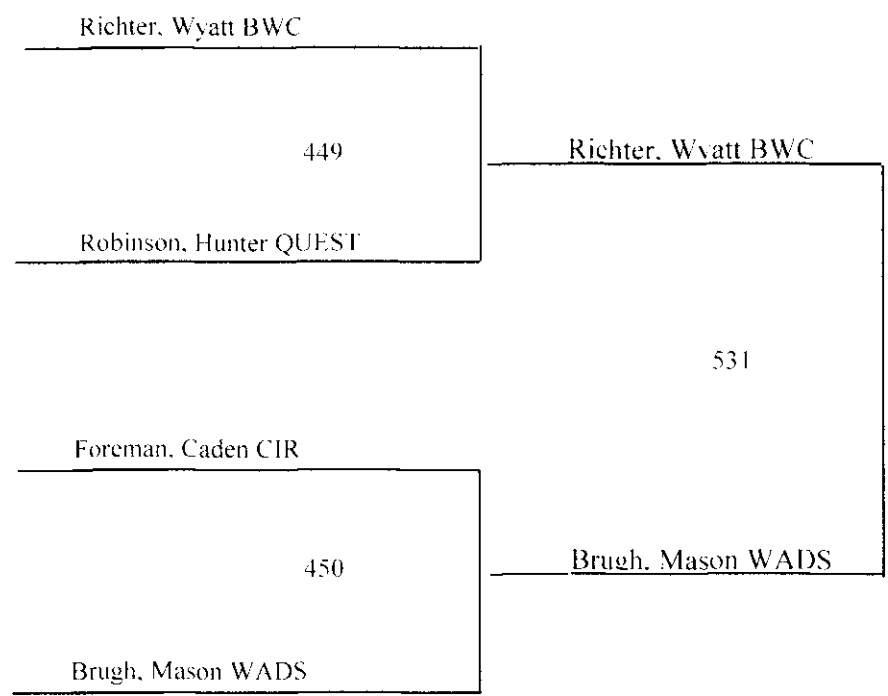 Richter, Wyatt BWC
449
Richter, Wyatt BWC
Robinson, Hunter QUEST
531
Foreman, Caden CIR
450
Brugh, Mason WADS
Brugh, Mason WADS